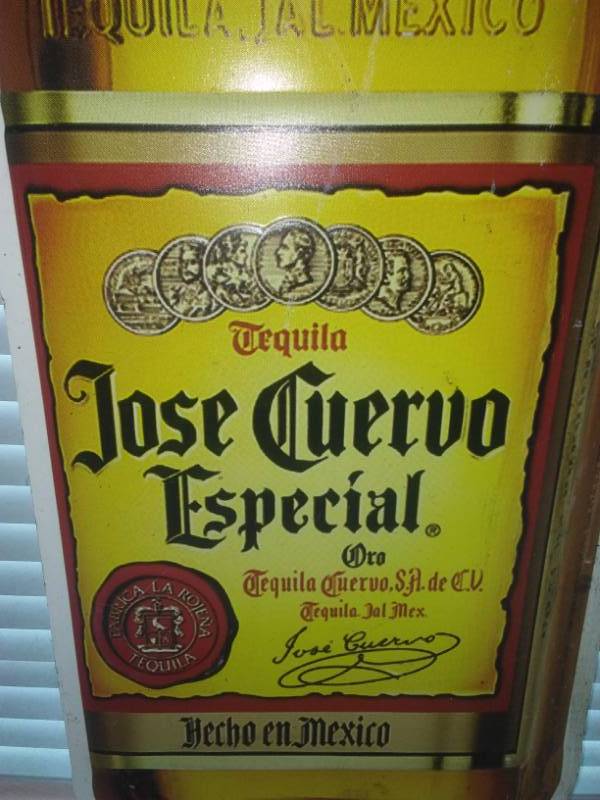 TEQUILA, JAL. MEXICO
Tequila
Jose Cuervo
Especial®
Oro
Tequila Cuervo, S.A. de C.V.
Tequila Jal Mex.
FABRICA LA ROJEÑA
TEQUILA
José Cuervo
Hecho en Mexico